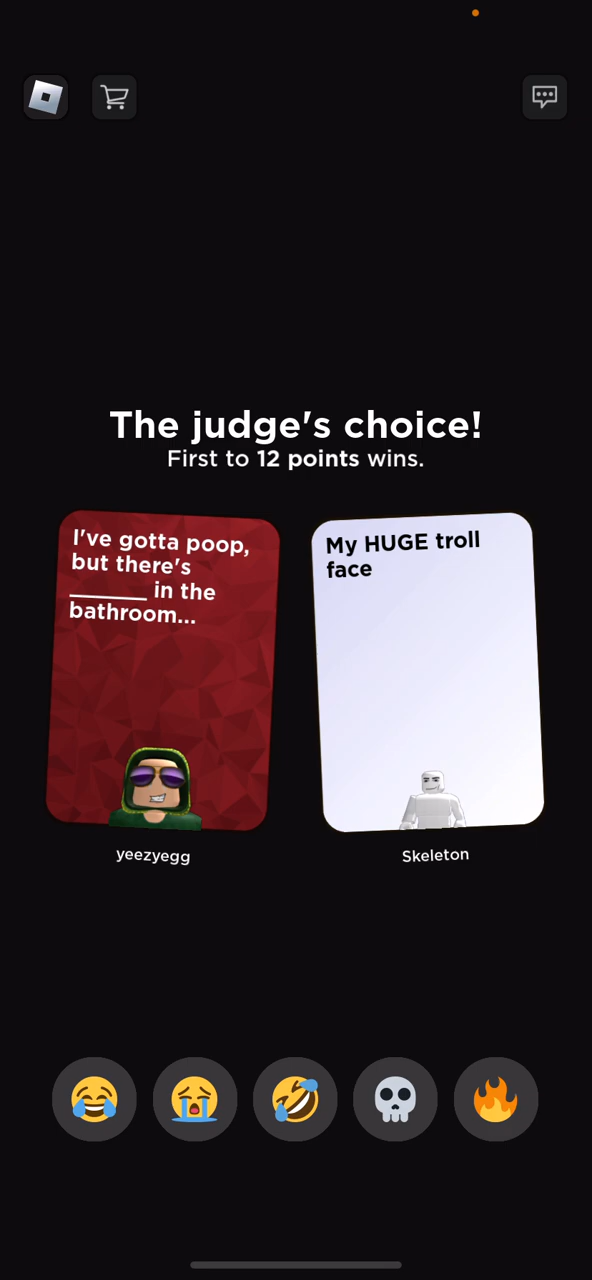 The judge's choice!
First to 12 points wins.
I've gotta poop,
but there's
______ in the
bathroom...
My HUGE troll
face
yeezyegg
Skeleton